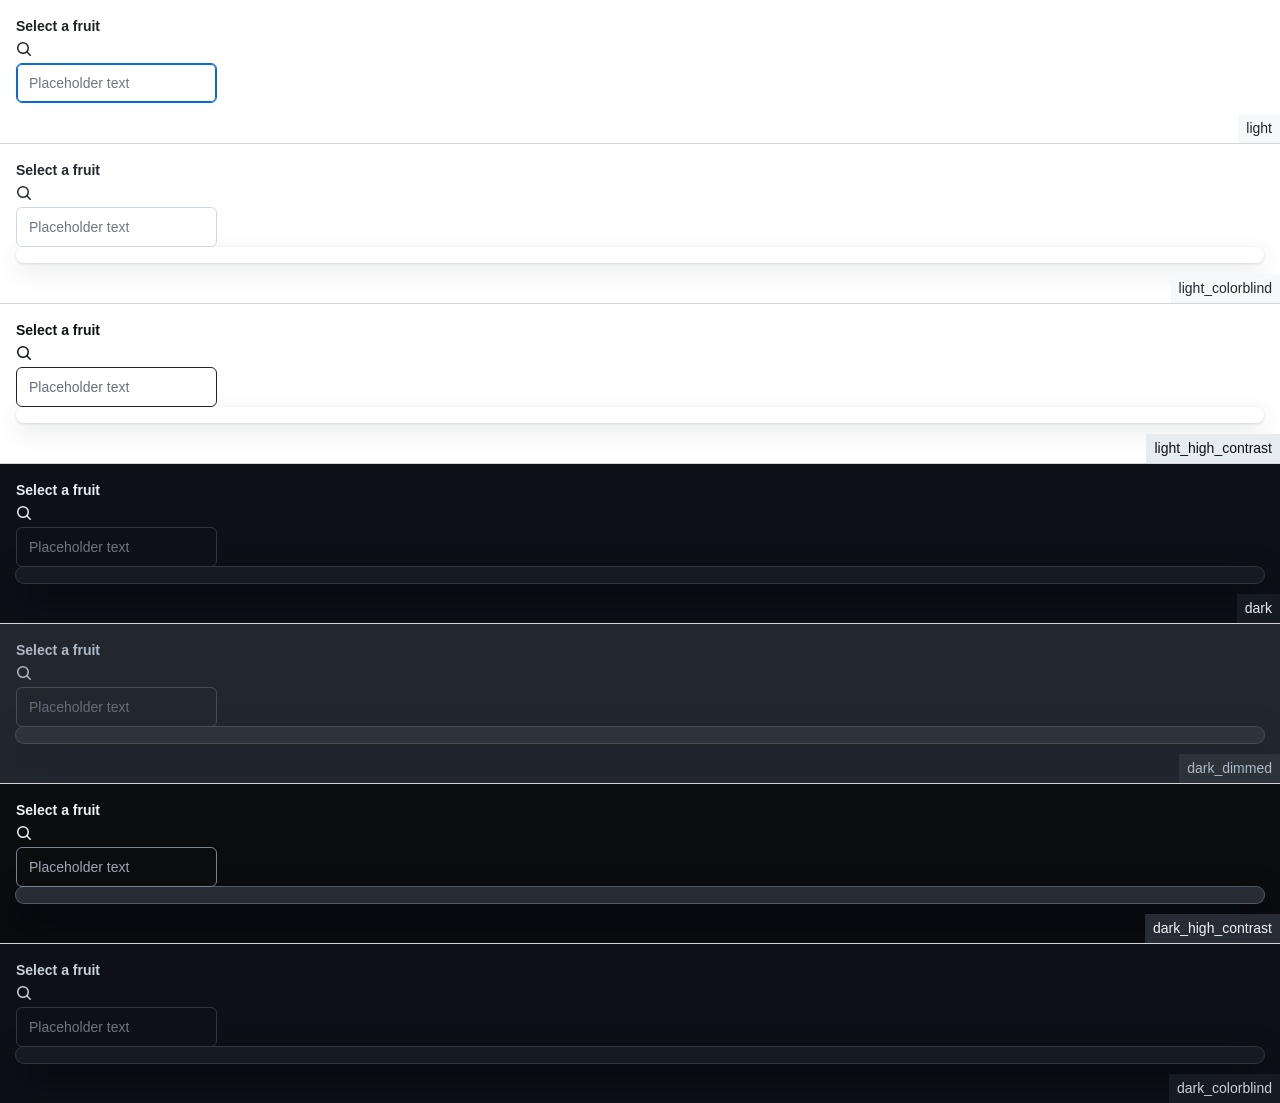 Select a fruit
Placeholder text
light
Select a fruit
Placeholder text
light_colorblind
Select a fruit
Placeholder text
light_high_contrast
Select a fruit
Placeholder text
dark
Select a fruit
Placeholder text
dark_dimmed
Select a fruit
Placeholder text
dark_high_contrast
Select a fruit
Placeholder text
dark_colorblind